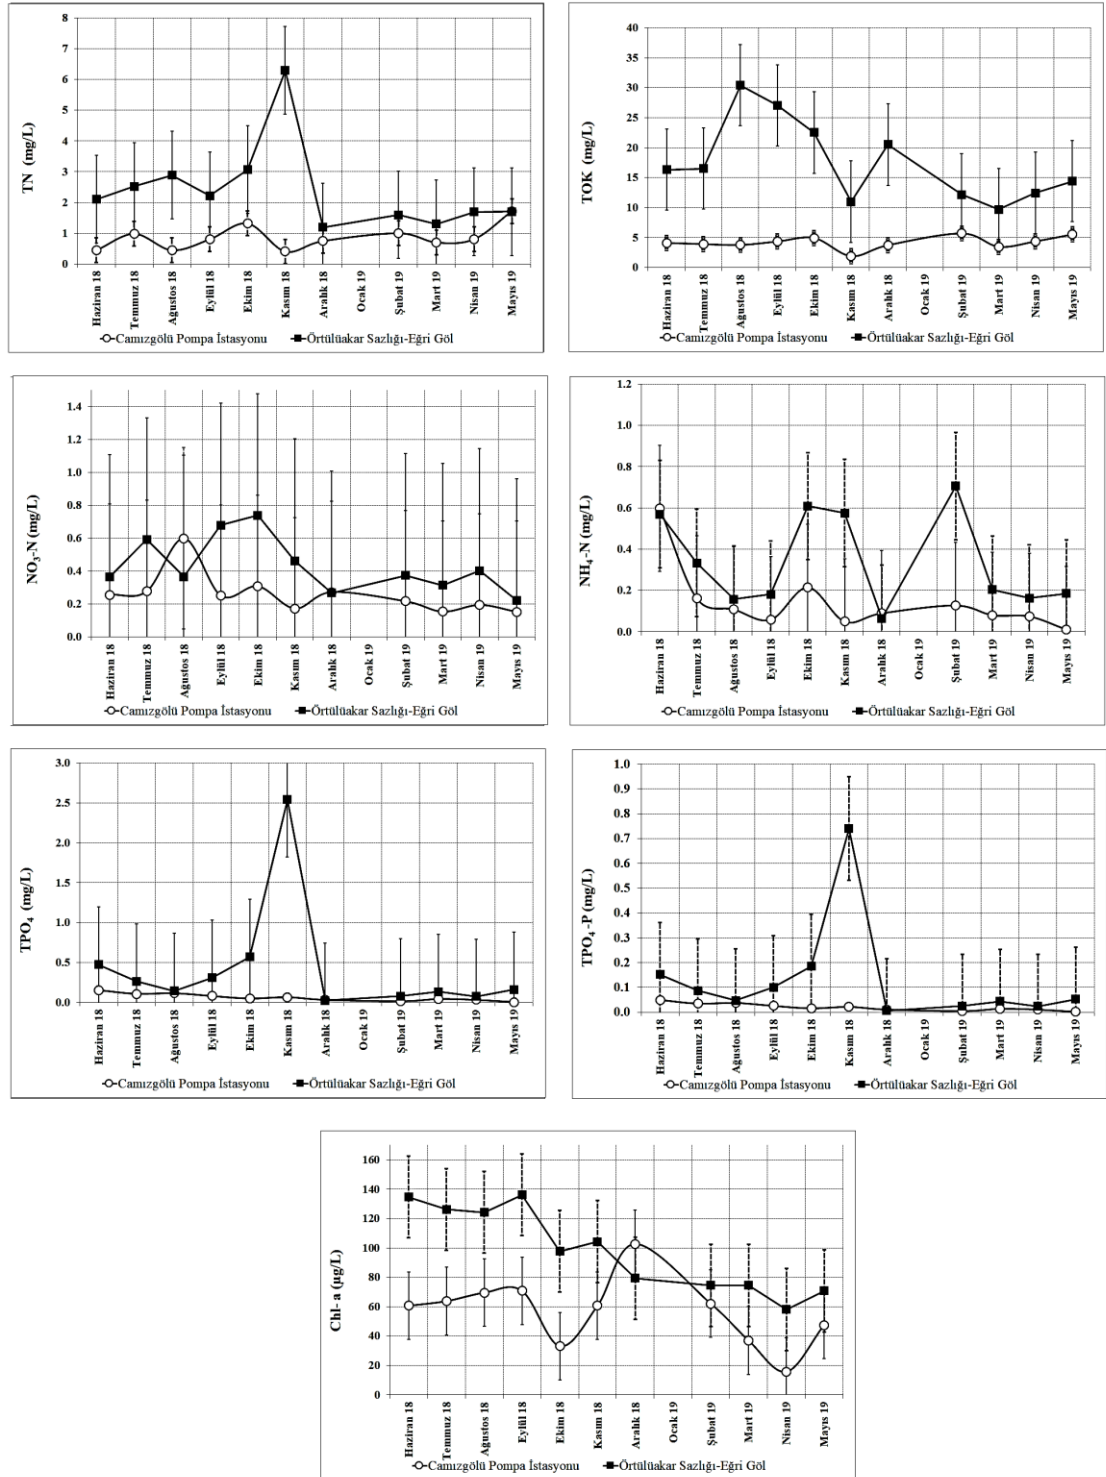 8
7
6
5
4
3
2
1
0
TN (mg/L)
Haziran 18
Temmuz 18
Ağustos 18
Eylül 18
Ekim 18
Kasım 18
Aralık 18
Ocak 19
Şubat 19
Mart 19
Nisan 19
Mayıs 19
Camızgölü Pompa İstasyonu
Örtülüakar Sazlığı-Eğri Göl
40
35
30
25
20
15
10
5
0
TOK (mg/L)
Haziran 18
Temmuz 18
Ağustos 18
Eylül 18
Ekim 18
Kasım 18
Aralık 18
Ocak 19
Şubat 19
Mart 19
Nisan 19
Mayıs 19
Camızgölü Pompa İstasyonu
Örtülüakar Sazlığı-Eğri Göl
1.4
1.2
1.0
0.8
0.6
0.4
0.2
0.0
NO₃-N (mg/L)
Haziran 18
Temmuz 18
Ağustos 18
Eylül 18
Ekim 18
Kasım 18
Aralık 18
Ocak 19
Şubat 19
Mart 19
Nisan 19
Mayıs 19
Camızgölü Pompa İstasyonu
Örtülüakar Sazlığı-Eğri Göl
1.2
1.0
0.8
0.6
0.4
0.2
0.0
NH₄-N (mg/L)
Haziran 18
Temmuz 18
Ağustos 18
Eylül 18
Ekim 18
Kasım 18
Aralık 18
Ocak 19
Şubat 19
Mart 19
Nisan 19
Mayıs 19
Camızgölü Pompa İstasyonu
Örtülüakar Sazlığı-Eğri Göl
3.0
2.5
2.0
1.5
1.0
0.5
0.0
TPO₄ (mg/L)
Haziran 18
Temmuz 18
Ağustos 18
Eylül 18
Ekim 18
Kasım 18
Aralık 18
Ocak 19
Şubat 19
Mart 19
Nisan 19
Mayıs 19
Camızgölü Pompa İstasyonu
Örtülüakar Sazlığı-Eğri Göl
1.0
0.9
0.8
0.7
0.6
0.5
0.4
0.3
0.2
0.1
0.0
TPO₄-P (mg/L)
Haziran 18
Temmuz 18
Ağustos 18
Eylül 18
Ekim 18
Kasım 18
Aralık 18
Ocak 19
Şubat 19
Mart 19
Nisan 19
Mayıs 19
Camızgölü Pompa İstasyonu
Örtülüakar Sazlığı-Eğri Göl
160
140
120
100
80
60
40
20
0
Chl- a (µg/L)
Haziran 18
Temmuz 18
Ağustos 18
Eylül 18
Ekim 18
Kasım 18
Aralık 18
Ocak 19
Şubat 19
Mart 19
Nisan 19
Mayıs 19
Camızgölü Pompa İstasyonu
Örtülüakar Sazlığı-Eğri Göl